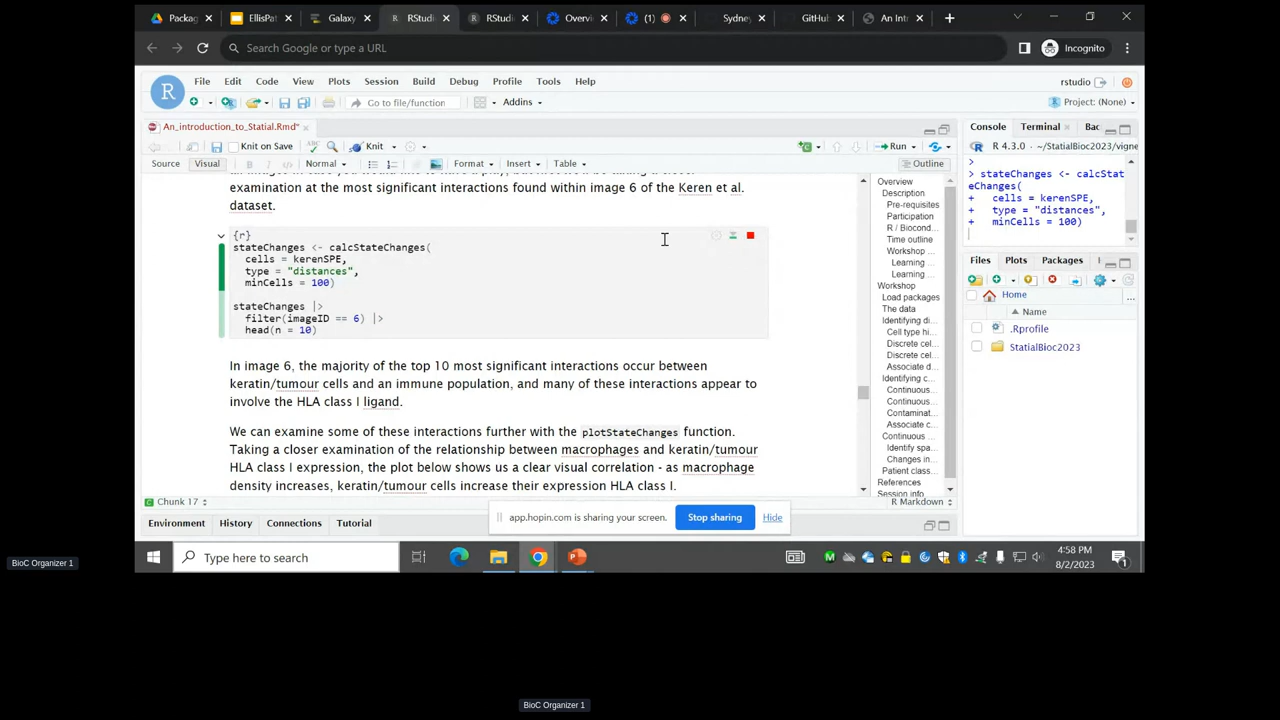 Package
EllisPat
Galaxy
RStudi
RStudi
Overvi
(1)
Sydney
GitHub
An Intr
Search Google or type a URL
Incognito
File Edit Code View Plots Session Build Debug Profile Tools Help
rstudio
Go to file/function
Addins
Project: (None)
An_introduction_to_Statial.Rmd*
Knit on Save
Knit
Run
Source
Visual
Normal
Format
Insert
Table
Outline
examination at the most significant interactions found within image 6 of the Keren et al.
dataset.
{r}
stateChanges <- calcStateChanges(
cells = kerenSPE,
type = "distances",
minCells = 100)
stateChanges |>
filter(imageID == 6) |>
head(n = 10)
In image 6, the majority of the top 10 most significant interactions occur between
keratin/tumour cells and an immune population, and many of these interactions appear to
involve the HLA class I ligand.
We can examine some of these interactions further with the plotStateChanges function.
Taking a closer examination of the relationship between macrophages and keratin/tumour
HLA class I expression, the plot below shows us a clear visual correlation - as macrophage
density increases, keratin/tumour cells increase their expression HLA class I.
Overview
Description
Pre-requisites
Participation
R / Biocond
Time outline
Workshop
Learning
Learning
Workshop
Load packages
The data
Identifying di...
Cell type hi
Discrete cel
Discrete cel
Associate d
Identifying c...
Continuous
Continuous
Contaminat
Associate c
Continuous
Identify spa
Changes in
Patient class
References
Session info
Chunk 17
R Markdown
Environment
History
Connections
Tutorial
Console
Terminal
Bac
R 4.3.0 · ~/StatialBioc2023/vigne
>
> stateChanges <- calcStat
eChanges(
+ cells = kerenSPE,
+ type = "distances",
+ minCells = 100)
Files
Plots
Packages
Home
...
Name
.Rprofile
StatialBioc2023
app.hopin.com is sharing your screen.
Stop sharing
Hide
Type here to search
4:58 PM
8/2/2023
BioC Organizer 1
BioC Organizer 1